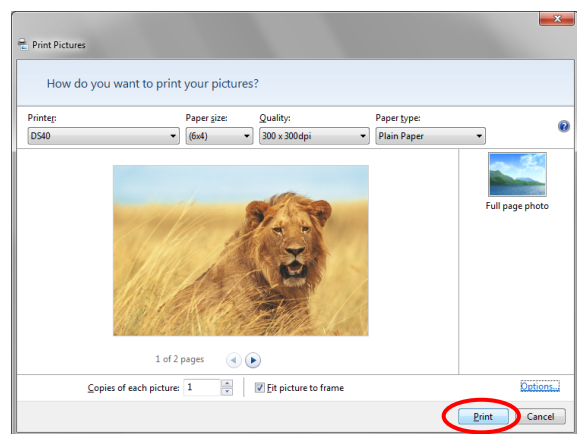 Print Pictures
How do you want to print your pictures?
Printer: Paper size: Quality: Paper type:
DS40 (6x4) 300 x 300dpi Plain Paper
Full page photo
1 of 2 pages
Copies of each picture: 1 Fit picture to frame Options...
Print Cancel